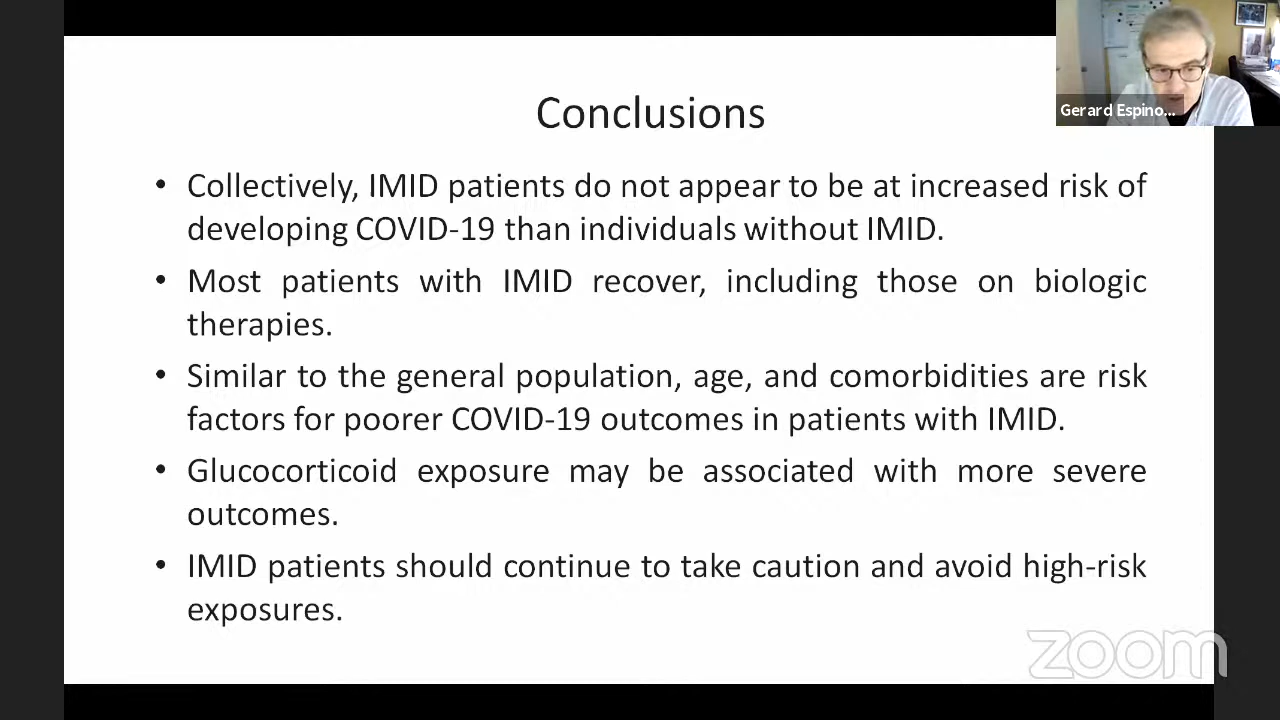 Conclusions
• Collectively, IMID patients do not appear to be at increased risk of
developing COVID-19 than individuals without IMID.
• Most patients with IMID recover, including those on biologic
therapies.
• Similar to the general population, age, and comorbidities are risk
factors for poorer COVID-19 outcomes in patients with IMID.
• Glucocorticoid exposure may be associated with more severe
outcomes.
• IMID patients should continue to take caution and avoid high-risk
exposures.
Gerard Espino...
zoom